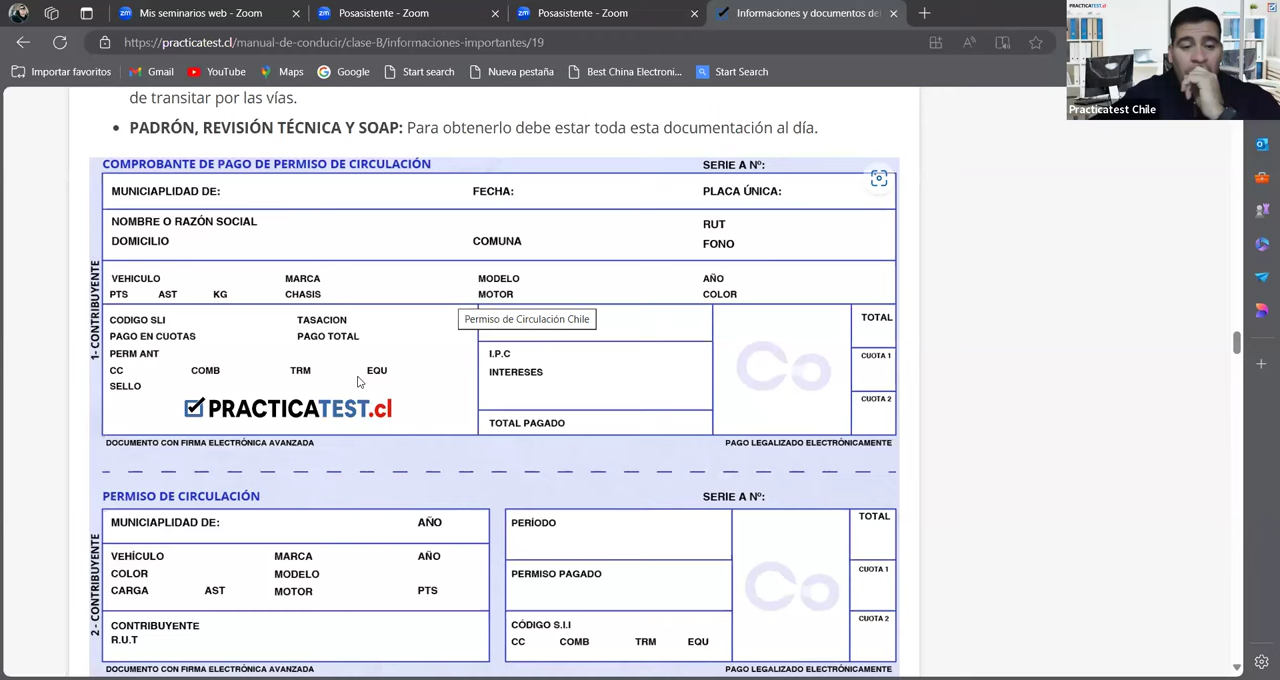 Mis seminarios web - Zoom
Posasistente - Zoom
Posasistente - Zoom
Informaciones y documentos de
https://practicatest.cl/manual-de-conducir/clase-B/informaciones-importantes/19
Importar favoritos
Gmail
YouTube
Maps
Google
Start search
Nueva pestaña
Best China Electroni...
Start Search
PRACTICATEST.cl
Practicatest Chile
de transitar por las vías.
• PADRÓN, REVISIÓN TÉCNICA Y SOAP: Para obtenerlo debe estar toda esta documentación al día.
COMPROBANTE DE PAGO DE PERMISO DE CIRCULACIÓN SERIE A Nº:
MUNICIAPLIDAD DE: FECHA: PLACA ÚNICA:
NOMBRE O RAZÓN SOCIAL RUT
DOMICILIO COMUNA FONO
VEHICULO MARCA MODELO AÑO
PTS AST KG CHASIS MOTOR COLOR
CODIGO SLI TASACION TOTAL
Permiso de Circulación Chile
PAGO EN CUOTAS PAGO TOTAL
PERM ANT I.P.C CUOTA 1
CC COMB TRM EQU INTERESES
SELLO CUOTA 2
PRACTICATEST.cl
TOTAL PAGADO
Co
1- CONTRIBUYENTE
DOCUMENTO CON FIRMA ELECTRÓNICA AVANZADA PAGO LEGALIZADO ELECTRÓNICAMENTE
PERMISO DE CIRCULACIÓN SERIE A Nº:
MUNICIAPLIDAD DE: AÑO PERÍODO TOTAL
VEHÍCULO MARCA AÑO
COLOR MODELO PERMISO PAGADO CUOTA 1
CARGA AST MOTOR PTS
CONTRIBUYENTE CÓDIGO S.I.I CUOTA 2
R.U.T CC COMB TRM EQU
Co
2 - CONTRIBUYENTE
DOCUMENTO CON FIRMA ELECTRÓNICA AVANZADA PAGO LEGALIZADO ELECTRÓNICAMENTE